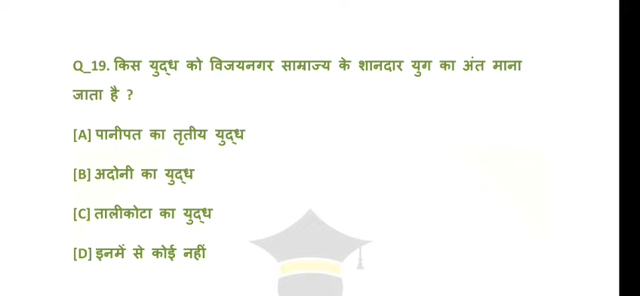 Q_19. किस युद्ध को विजयनगर साम्राज्य के शानदार युग का अंत माना
जाता है ?
[A] पानीपत का तृतीय युद्ध
[B] अदोनी का युद्ध
[C] तालीकोटा का युद्ध
[D] इनमें से कोई नहीं